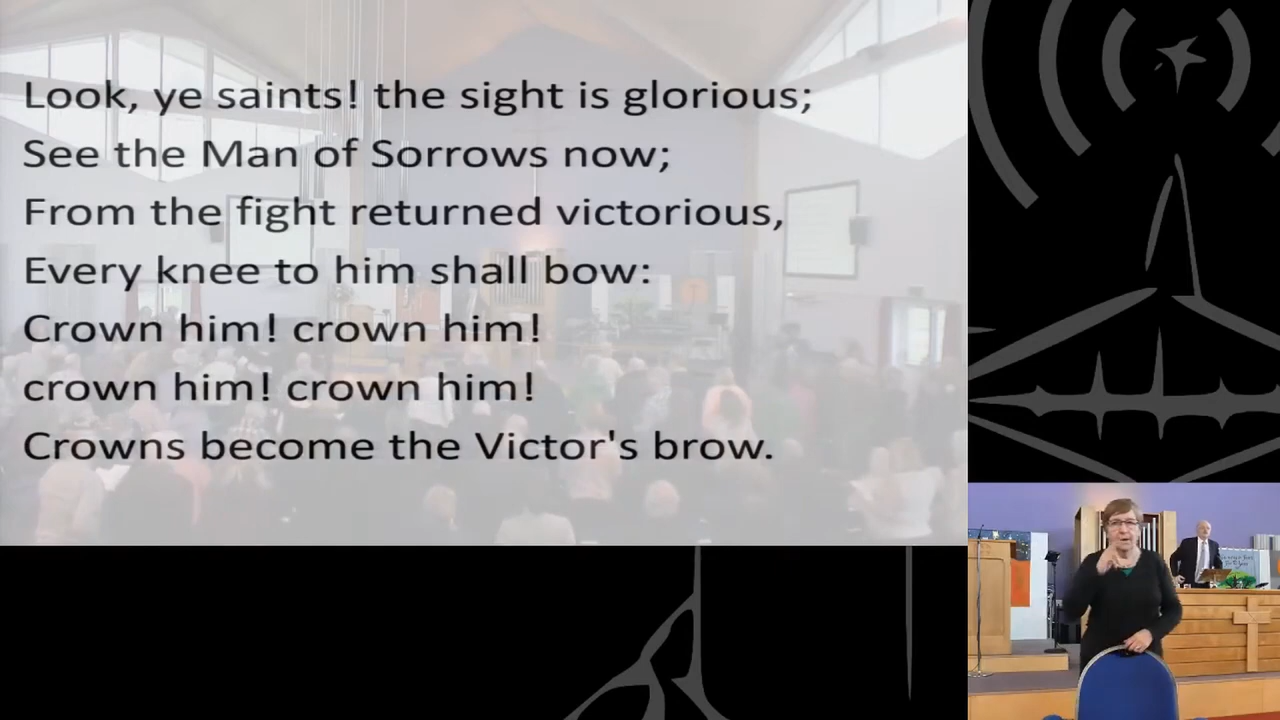 Look, ye saints! the sight is glorious;
See the Man of Sorrows now;
From the fight returned victorious,
Every knee to him shall bow:
Crown him! crown him!
crown him! crown him!
Crowns become the Victor's brow.